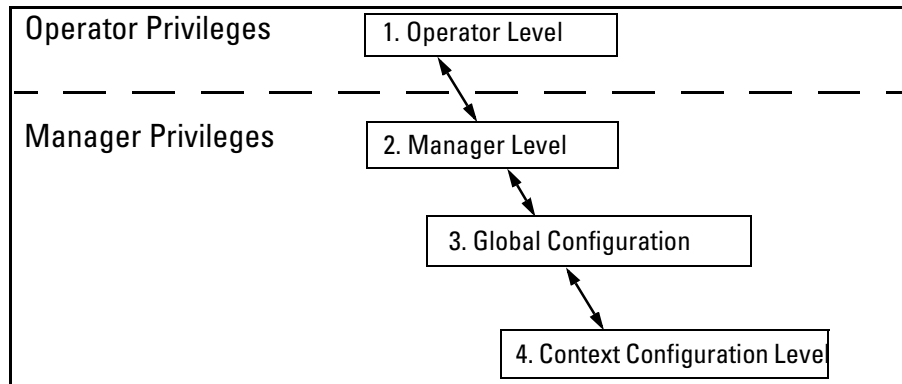 Operator Privileges
1. Operator Level
Manager Privileges
2. Manager Level
3. Global Configuration
4. Context Configuration Level